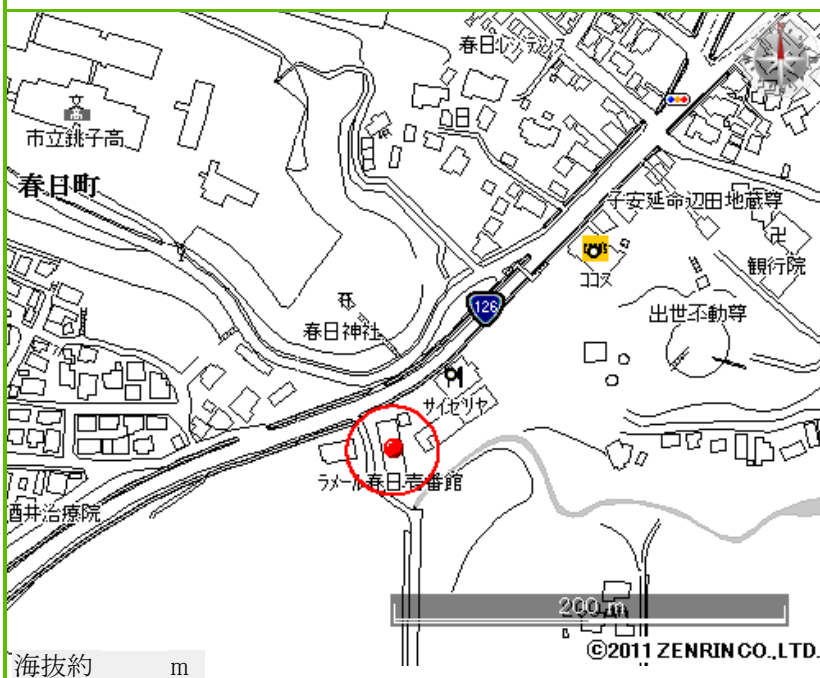 春日レジデンス
市立銚子高
春日町
子安延命辺田地蔵尊
観行院
ココス
出世不動尊
126
春日神社
サイゼリヤ
ラメール春日壱番館
酒井治療院
200 m
©2011 ZENRIN CO., LTD.
海抜約 m